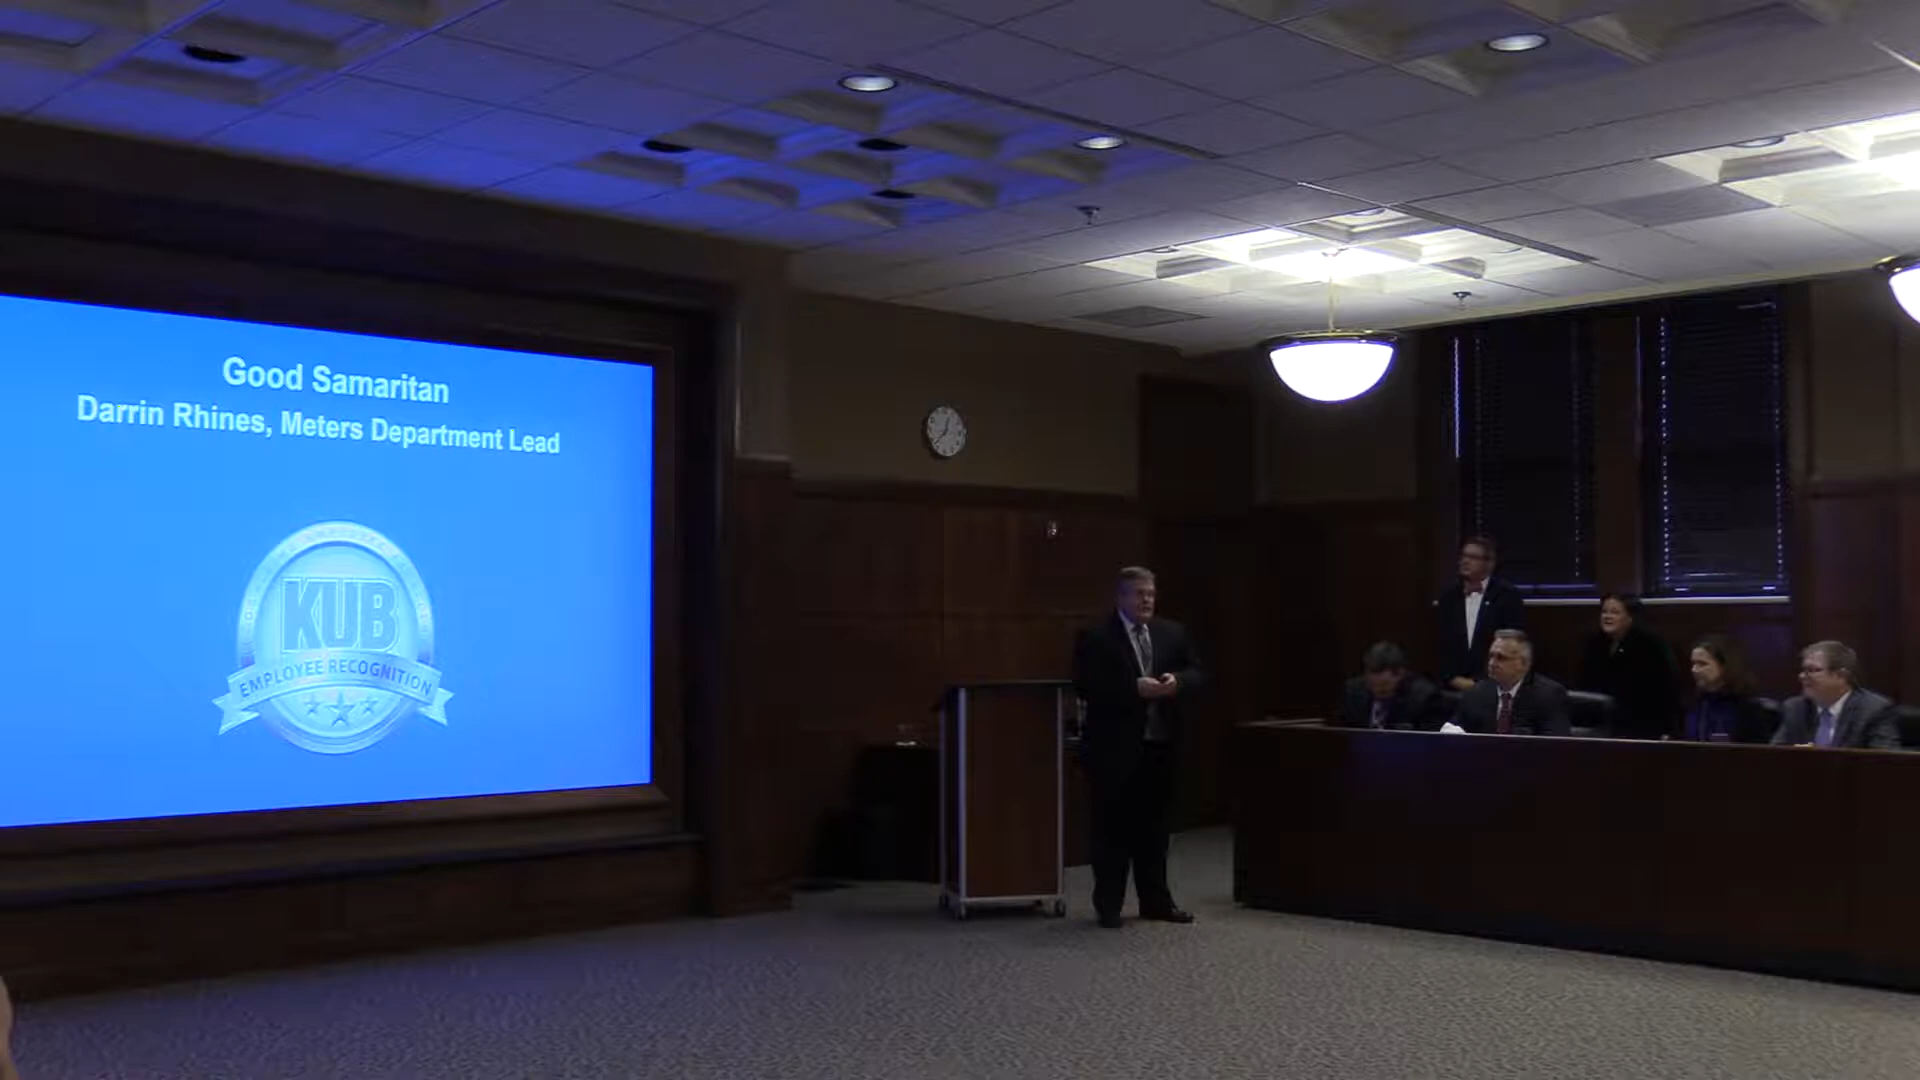 Good Samaritan
Darrin Rhines, Meters Department Lead
KUB
EMPLOYEE RECOGNITION